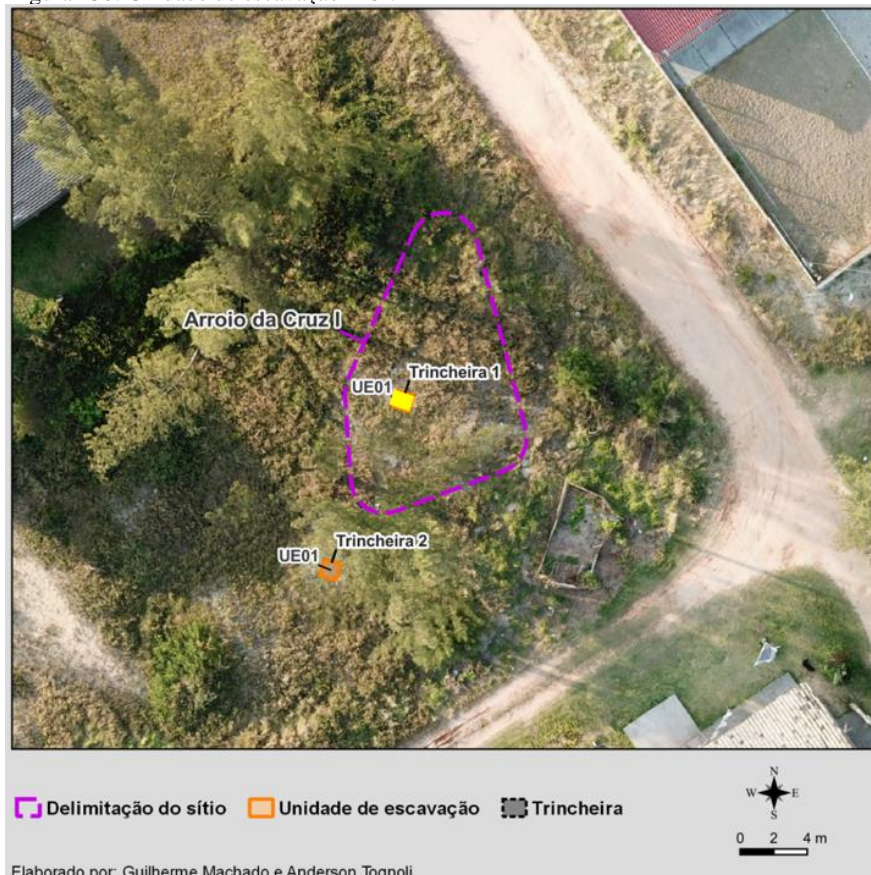 Arroio da Cruz I
Trincheira 1
UE01
Trincheira 2
UE01
Delimitação do sítio
Unidade de escavação
Trincheira
N
W E
S
0 2 4 m
Elaborado por: Guilherme Machado e Anderson Tognoli